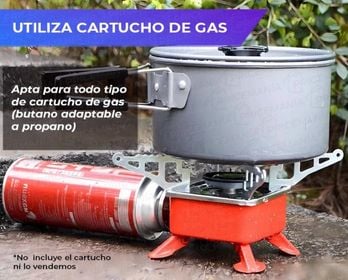 UTILIZA CARTUCHO DE GAS
Apta para todo tipo
de cartucho de gas
(butano adaptable
a propano)
*No incluye el cartucho
ni lo vendemos